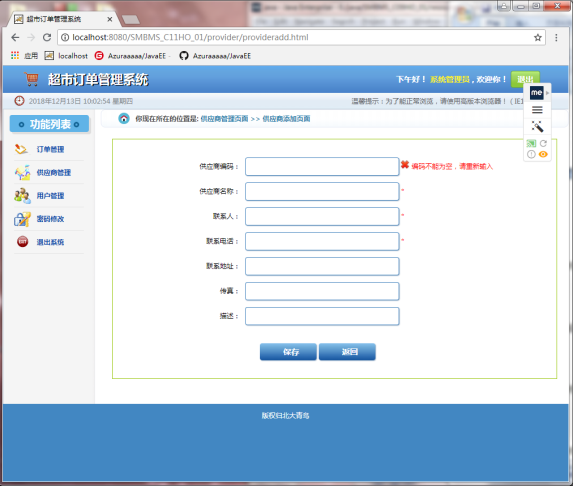 超市订单管理系统
localhost:8080/SMBMS_C11HO_01/provider/provideradd.html
应用 localhost Azuraaaaa/JavaEE - Azuraaaaa/JavaEE
超市订单管理系统
下午好！ 系统管理员，欢迎你！ 退出
2018年12月13日 10:02:54 星期四
温馨提示：为了能正常浏览，请使用高版本浏览器！（IE1
me
功能列表
你现在所在的位置是: 供应商管理页面 >> 供应商添加页面
订单管理
供应商管理
用户管理
密码修改
退出系统
供应商编码：
编码不能为空，请重新输入
供应商名称： *
联系人： *
联系电话： *
联系地址：
传真：
描述：
保存 返回
版权归北大青鸟